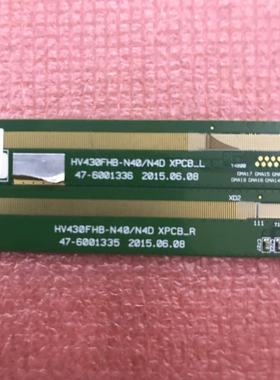 HV430FHB-N40/N4D XPCB_L
47-6001336 2015.06.08
XD2
111
HV430FHB-N40/N4D XPCB_R
47-6001335 2015.06.08